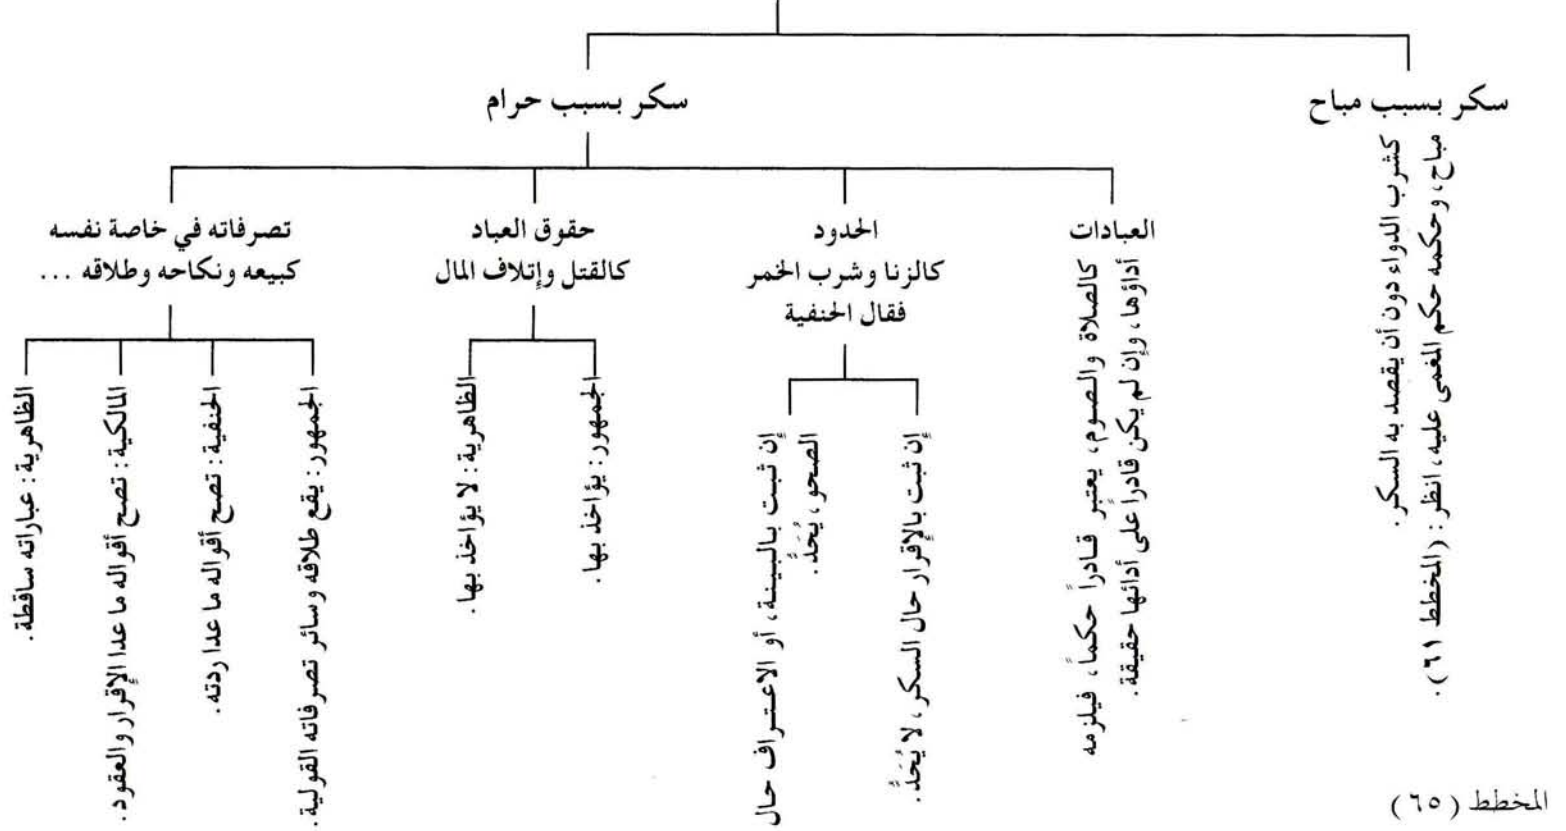 سكر بسبب مباح
كشرب الدواء دون أن يقصد به السكر.
مباح، وحكمه حكم المغمى عليه، انظر: (المخطط ٦١).
سكر بسبب حرام
العبادات
كالصلاة والصوم، يعتبر قادراً حكماً، فيلزمه
أداؤها، وإن لم يكن قادراً على أدائها حقيقة.
الحدود
كالزنا وشرب الخمر
فقال الحنفية
إن ثبت بالإقرار حال السكر، لا يُحَدُّ.
إن ثبت بالبينة، أو الاعتراف حال
الصحو، يُحَدُّ.
حقوق العباد
كالقتل وإتلاف المال
الجمهور: يؤاخذ بها.
الظاهرية: لا يؤاخذ بها.
تصرفاته في خاصة نفسه
كبيعه ونكاحه وطلاقه ...
الجمهور: يقع طلاقه وسائر تصرفاته القولية.
الحنفية: تصح أقواله ما عدا ردته.
المالكية: تصح أقواله ما عدا الإقرار والعقود.
الظاهرية: عباراته ساقطة.
المخطط (٦٥)